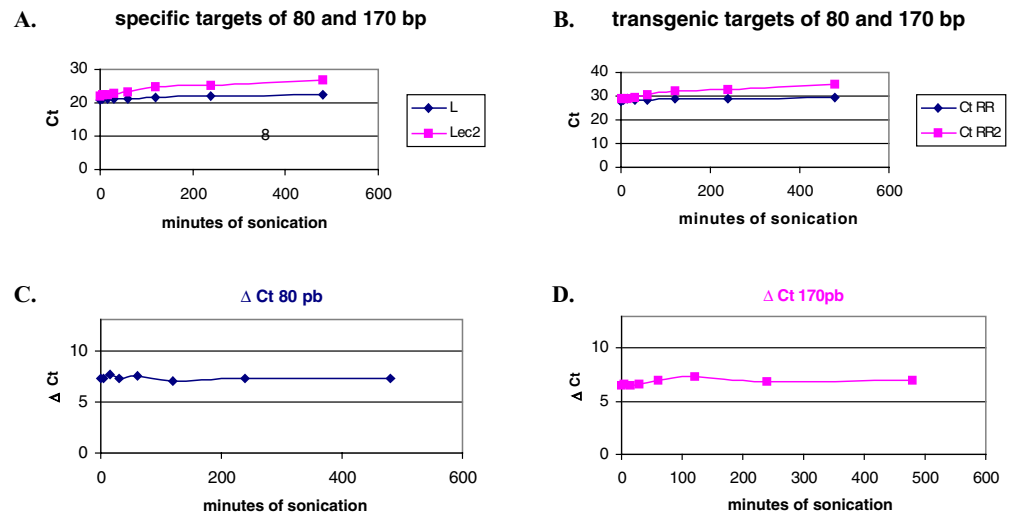 A.
specific targets of 80 and 170 bp
30
20
10
0
Ct
8
0 200 400 600
minutes of sonication
L
Lec2
B.
transgenic targets of 80 and 170 bp
40
30
20
10
0
Ct
0 200 400 600
minutes of sonication
Ct RR
Ct RR2
C.
Δ Ct 80 pb
10
5
0
Δ Ct
0 200 400 600
minutes of sonication
D.
Δ Ct 170pb
10
5
0
Δ Ct
0 100 200 300 400 500 600
minutes of sonication